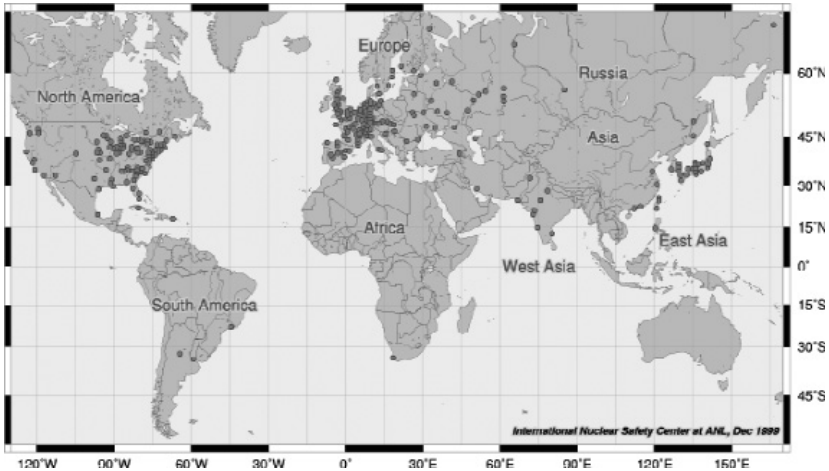 Europe
60°N
Russia
North America
Asia
45°N
30°N
Africa
15°N
East Asia
West Asia
0°
South America
15°S
30°S
45°S
International Nuclear Safety Center at ANL, Dec 1999
120°W 90°W 60°W 30°W 0° 30°E 60°E 90°E 120°E 150°E